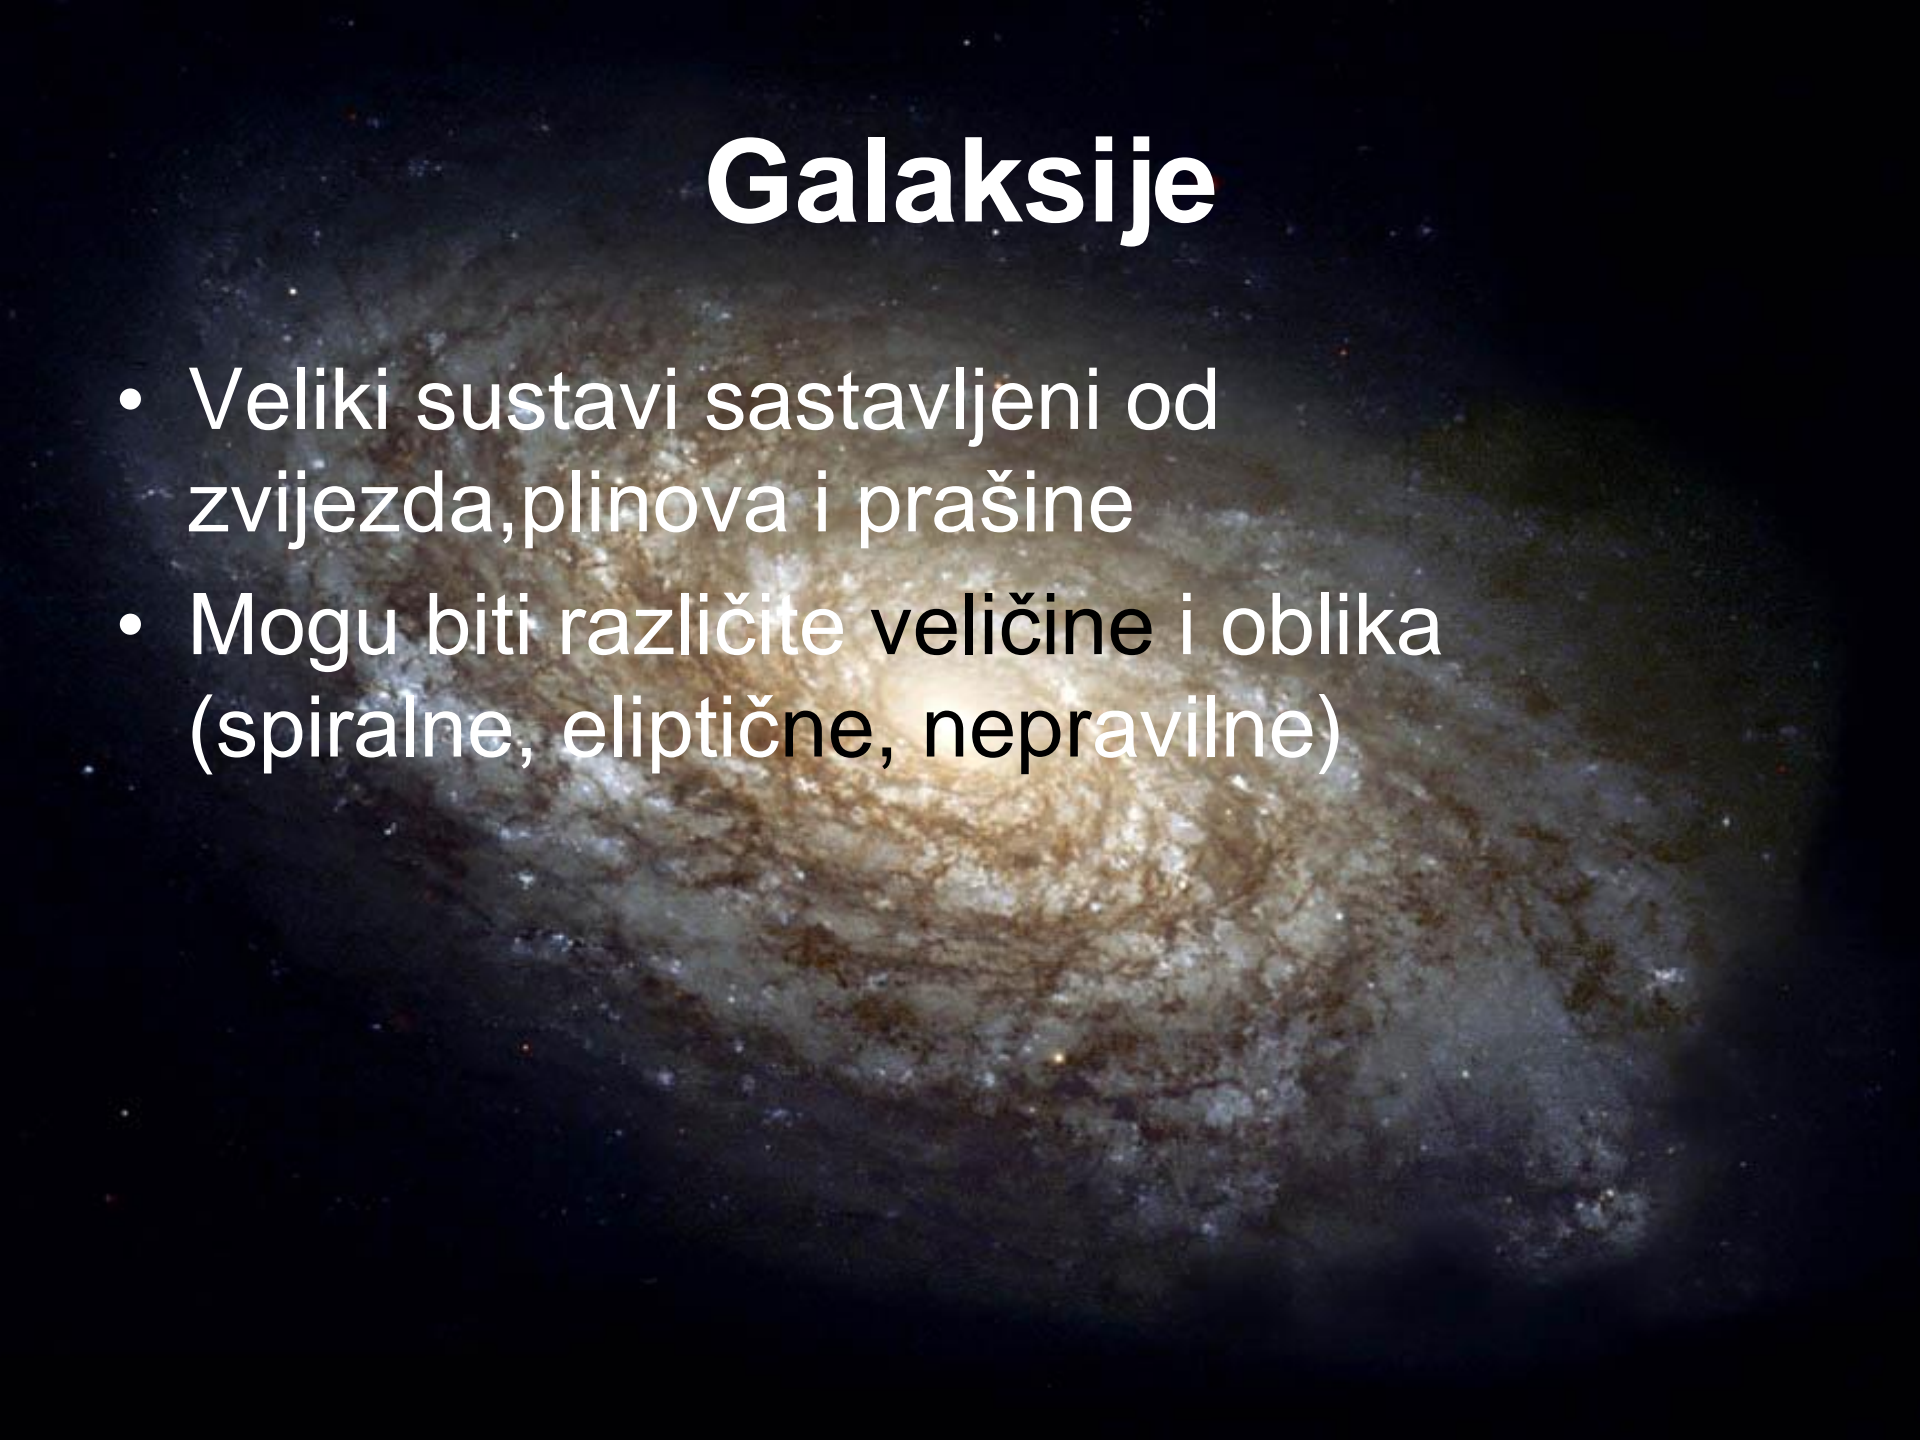 Galaksije
• Veliki sustavi sastavljeni od
zvijezda,plinova i prašine
• Mogu biti različite veličine i oblika
(spiralne, eliptične, nepravilne)